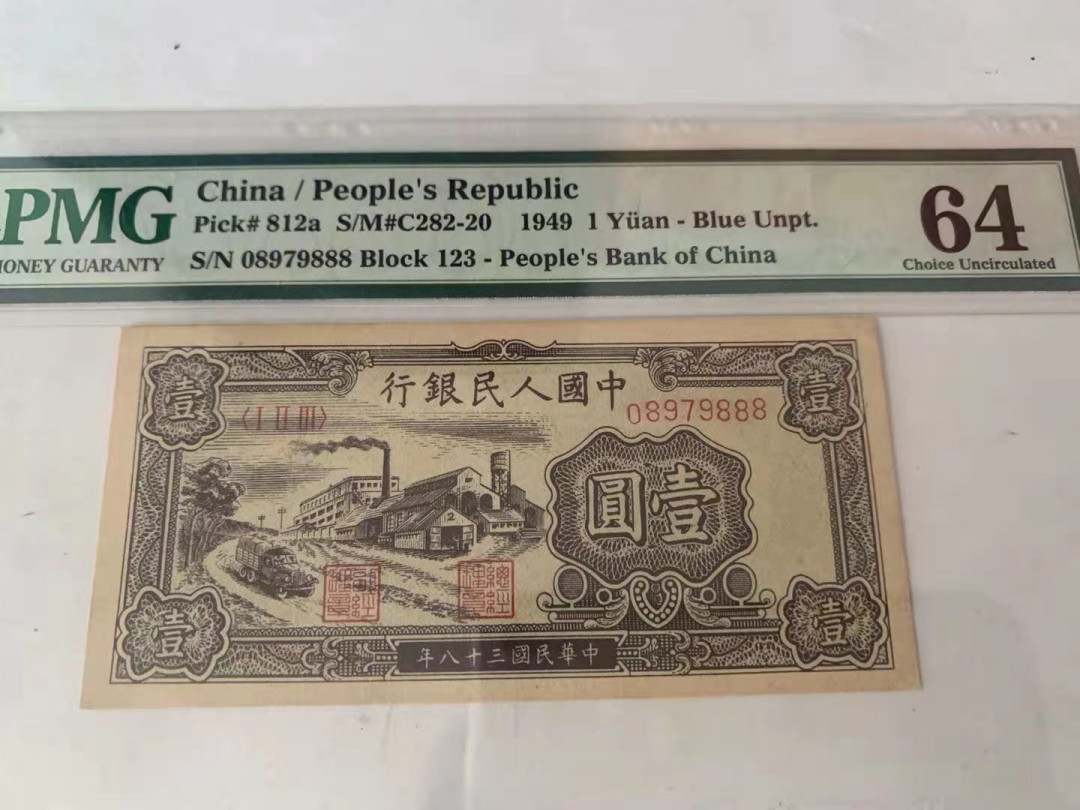 PMG
ONEY GUARANTY
China / People's Republic
Pick# 812a S/M#C282-20 1949 1 Yüan - Blue Unpt.
S/N 08979888 Block 123 - People's Bank of China
64
Choice Uncirculated
壹
中國人民銀行
壹
〈I II III〉
08979888
壹圓
2
壹
中華民國三十八年
壹